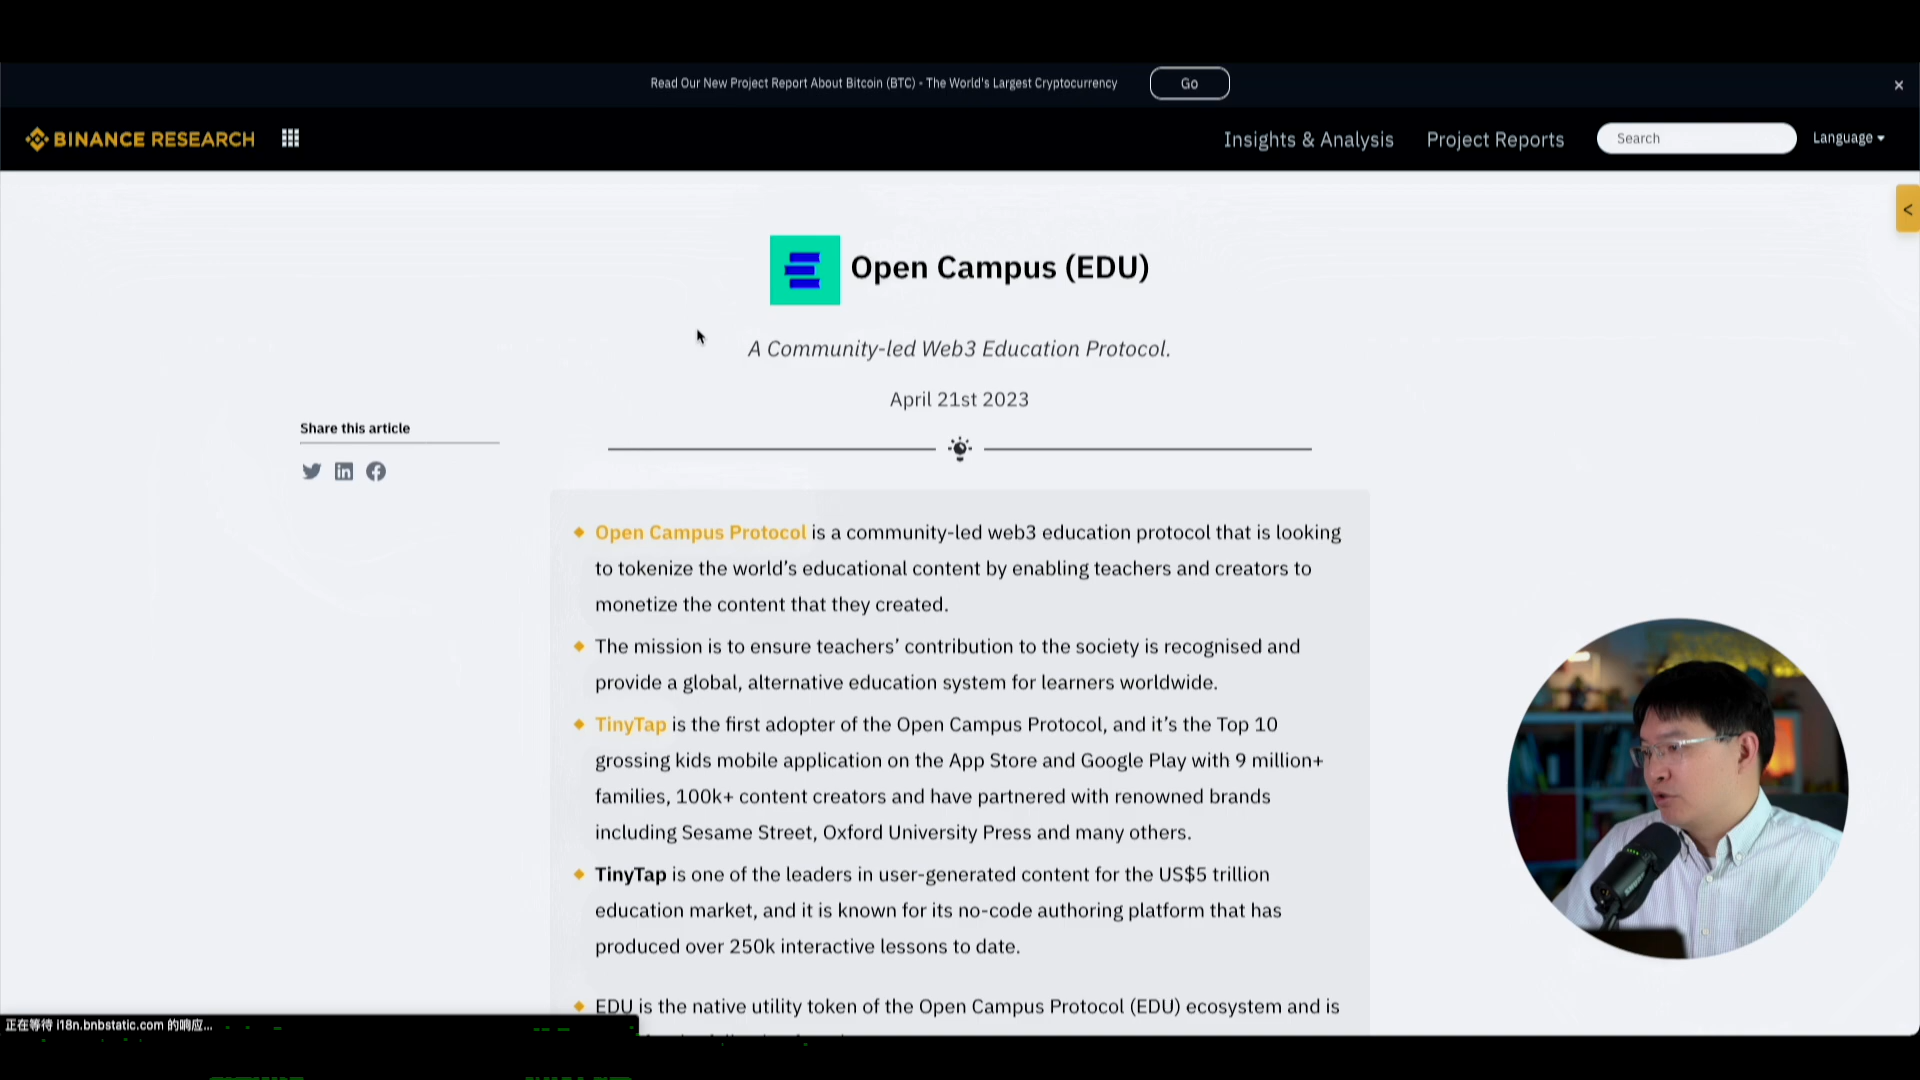 Read Our New Project Report About Bitcoin (BTC) - The World's Largest Cryptocurrency
Go
BINANCE RESEARCH
Insights & Analysis
Project Reports
Search
Language
Open Campus (EDU)
A Community-led Web3 Education Protocol.
April 21st 2023
Share this article
Open Campus Protocol is a community-led web3 education protocol that is looking
to tokenize the world’s educational content by enabling teachers and creators to
monetize the content that they created.
The mission is to ensure teachers’ contribution to the society is recognised and
provide a global, alternative education system for learners worldwide.
TinyTap is the first adopter of the Open Campus Protocol, and it’s the Top 10
grossing kids mobile application on the App Store and Google Play with 9 million+
families, 100k+ content creators and have partnered with renowned brands
including Sesame Street, Oxford University Press and many others.
TinyTap is one of the leaders in user-generated content for the US$5 trillion
education market, and it is known for its no-code authoring platform that has
produced over 250k interactive lessons to date.
EDU is the native utility token of the Open Campus Protocol (EDU) ecosystem and is
正在等待 i18n.bnbstatic.com 的响应...